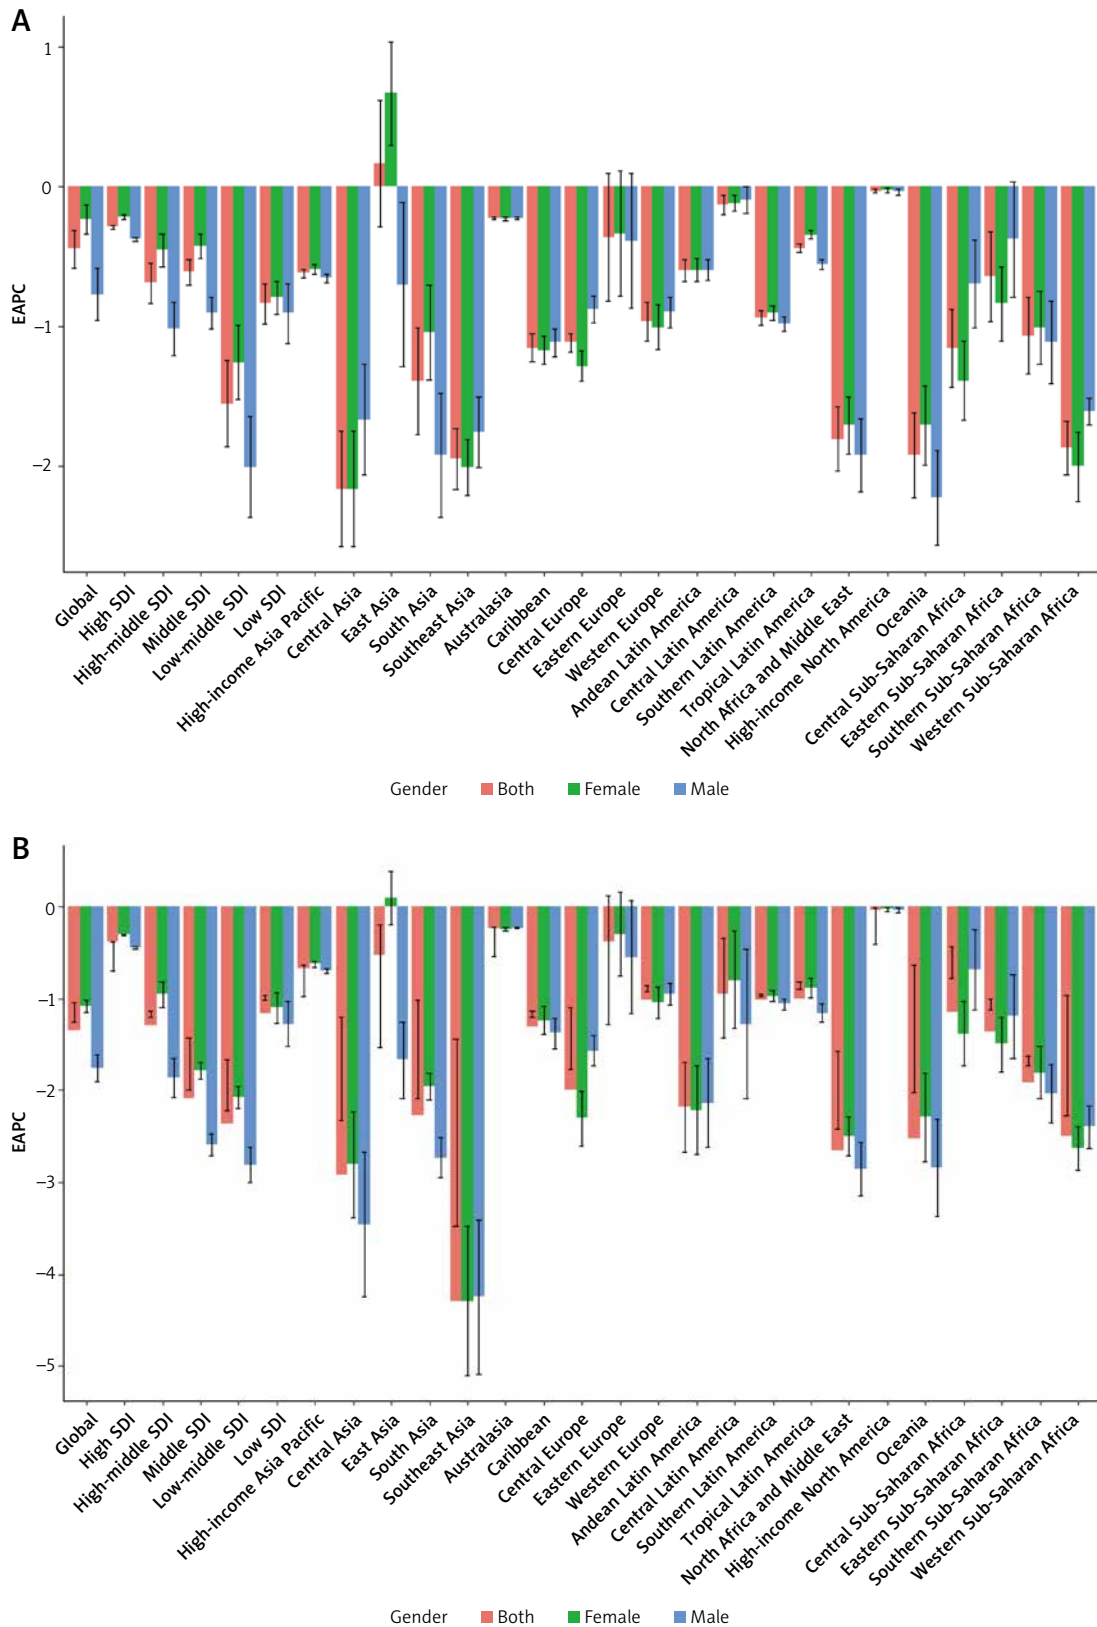 A
1
0
−1
−2
EAPC
Global
High SDI
High-middle SDI
Middle SDI
Low-middle SDI
Low SDI
High-income Asia Pacific
Central Asia
East Asia
South Asia
Southeast Asia
Australasia
Caribbean
Central Europe
Eastern Europe
Western Europe
Andean Latin America
Central Latin America
Southern Latin America
Tropical Latin America
North Africa and Middle East
High-income North America
Oceania
Central Sub-Saharan Africa
Eastern Sub-Saharan Africa
Southern Sub-Saharan Africa
Western Sub-Saharan Africa
Gender Both Female Male
B
0
−1
−2
−3
−4
−5
EAPC
Global
High SDI
High-middle SDI
Middle SDI
Low-middle SDI
Low SDI
High-income Asia Pacific
Central Asia
East Asia
South Asia
Southeast Asia
Australasia
Caribbean
Central Europe
Eastern Europe
Western Europe
Andean Latin America
Central Latin America
Southern Latin America
Tropical Latin America
North Africa and Middle East
High-income North America
Oceania
Central Sub-Saharan Africa
Eastern Sub-Saharan Africa
Southern Sub-Saharan Africa
Western Sub-Saharan Africa
Gender Both Female Male